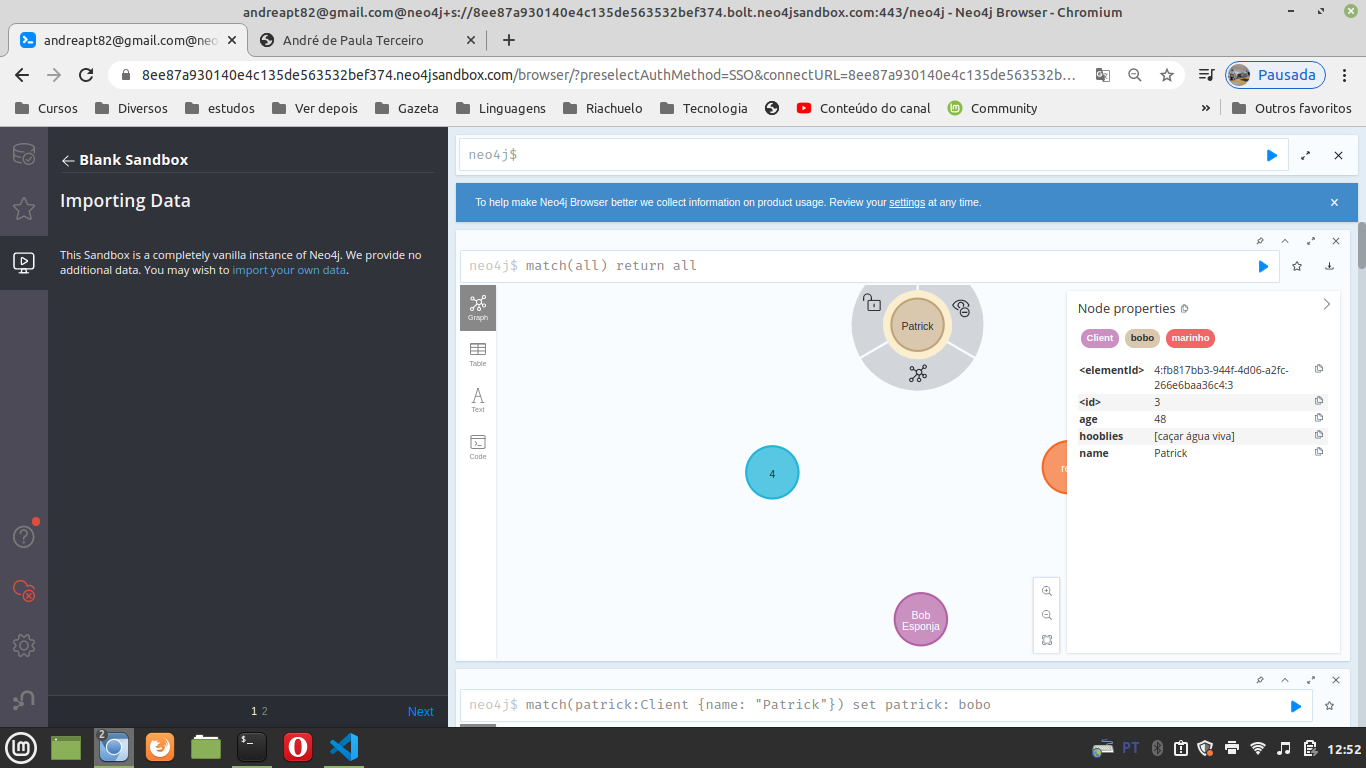 andreapt82@gmail.com@neo4j+s://8ee87a930140e4c135de563532bef374.bolt.neo4jsandbox.com:443/neo4j - Neo4j Browser - Chromium
andreapt82@gmail.com@neo
André de Paula Terceiro
8ee87a930140e4c135de563532bef374.neo4jsandbox.com/browser/?preselectAuthMethod=SSO&connectURL=8ee87a930140e4c135de563532b...
Pausada
Cursos
Diversos
estudos
Ver depois
Gazeta
Linguagens
Riachuelo
Tecnologia
Conteúdo do canal
Community
»
Outros favoritos
Blank Sandbox
Importing Data
This Sandbox is a completely vanilla instance of Neo4j. We provide no
additional data. You may wish to import your own data.
1 2
Next
neo4j$
To help make Neo4j Browser better we collect information on product usage. Review your settings at any time.
neo4j$ match(all) return all
Graph
Table
A
Text
Code
Patrick
4
re
Bob
Esponja
Node properties
Client
bobo
marinho
<elementId> 4:fb817bb3-944f-4d06-a2fc-
266e6baa36c4:3
<id> 3
age 48
hooblies [caçar água viva]
name Patrick
neo4j$ match(patrick:Client {name: "Patrick"}) set patrick: bobo
2
$_
PT
12:52